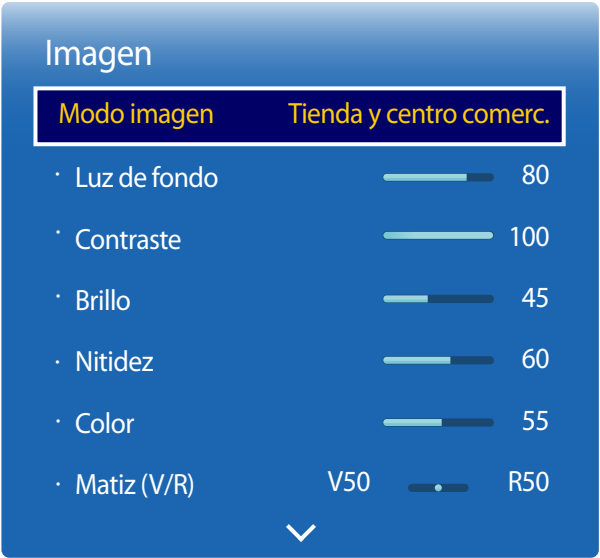 Imagen
Modo imagen Tienda y centro comerc.
· Luz de fondo 80
· Contraste 100
· Brillo 45
· Nitidez 60
· Color 55
· Matiz (V/R) V50 R50